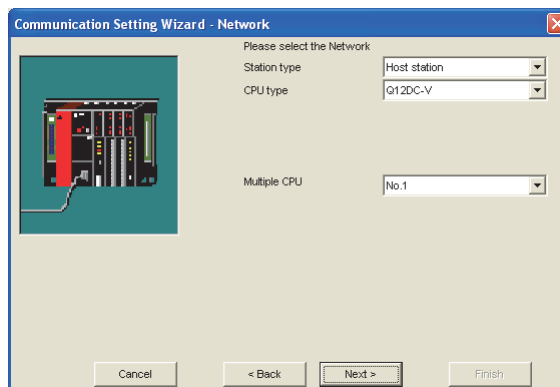 Communication Setting Wizard - Network
Please select the Network
Station type Host station
CPU type Q12DC-V
Multiple CPU No.1
Cancel < Back Next > Finish